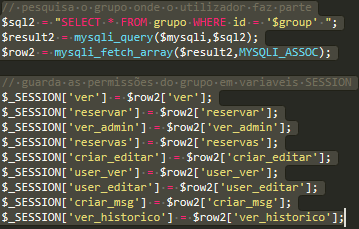 // pesquisa o grupo onde o utilizador faz parte
$sql2 = "SELECT * FROM grupo WHERE id = '$group' ";
$result2 = mysqli_query($mysqli,$sql2);
$row2 = mysqli_fetch_array($result2,MYSQLI_ASSOC);
// guarda as permissões do grupo em variaveis SESSION
$_SESSION['ver'] = $row2['ver'];
$_SESSION['reservar'] = $row2['reservar'];
$_SESSION['ver_admin'] = $row2['ver_admin'];
$_SESSION['reservas'] = $row2['reservas'];
$_SESSION['criar_editar'] = $row2['criar_editar'];
$_SESSION['user_ver'] = $row2['user_ver'];
$_SESSION['user_editar'] = $row2['user_editar'];
$_SESSION['criar_msg'] = $row2['criar_msg'];
$_SESSION['ver_historico'] = $row2['ver_historico'];